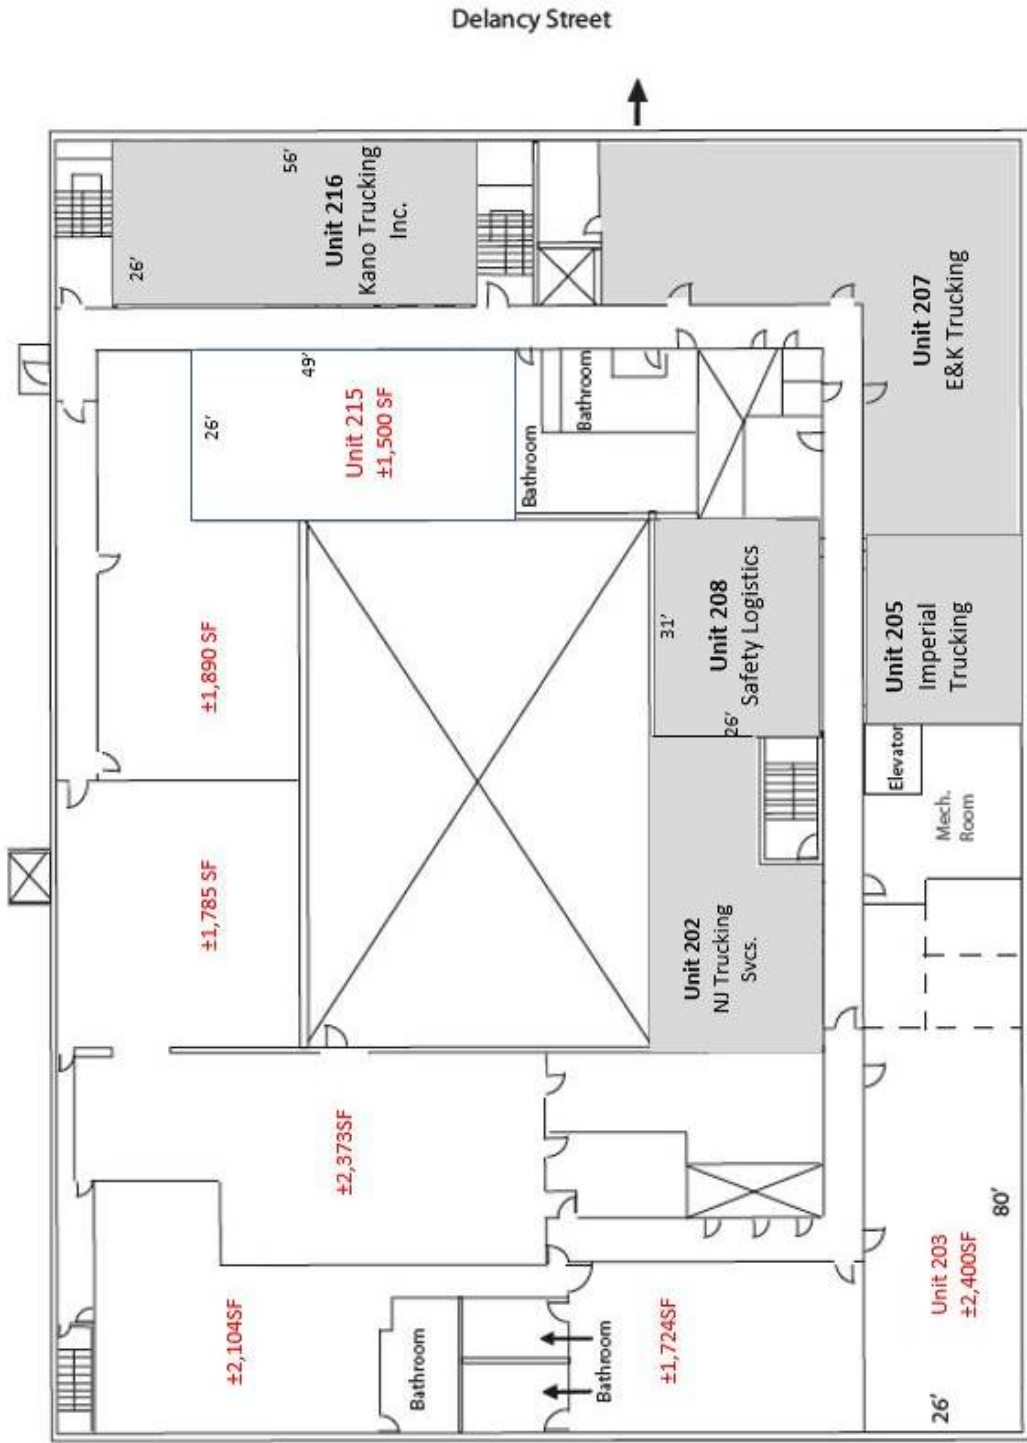 Delancy Street
56'
26'
Unit 216
Kano Trucking
Inc.
49'
26'
Unit 215
±1,500 SF
Bathroom
Bathroom
Unit 207
E&K Trucking
±1,890 SF
31'
Unit 208
Safety Logistics
26'
Unit 205
Imperial
Trucking
Elevator
Mech.
Room
±1,785 SF
Unit 202
NJ Trucking
Svcs.
±2,373SF
80'
±2,104SF
Bathroom
Bathroom
±1,724SF
Unit 203
±2,400SF
26'